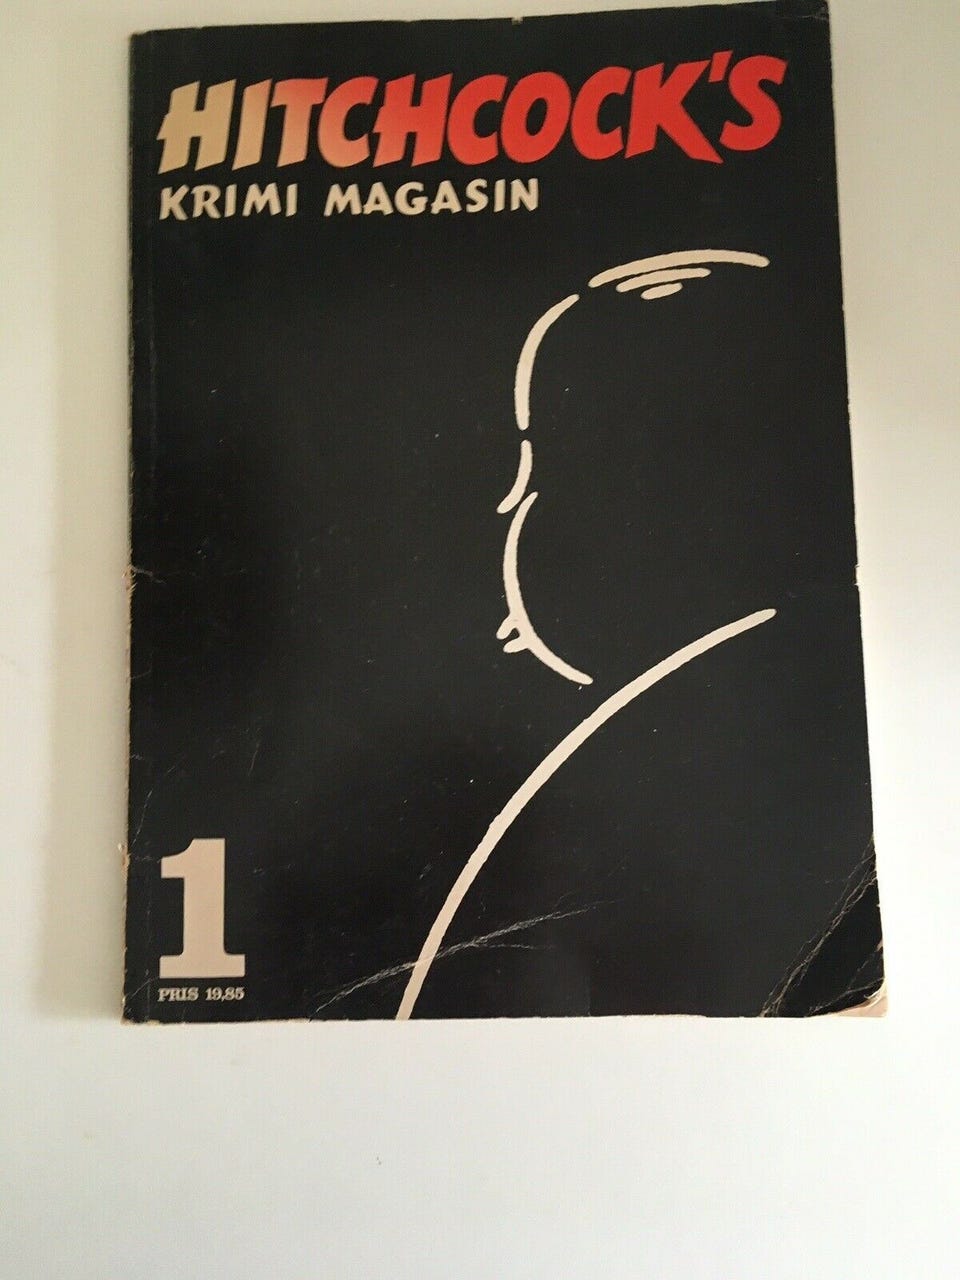 HITCHCOCK'S
KRIMI MAGASIN
1
PRIS 19,85